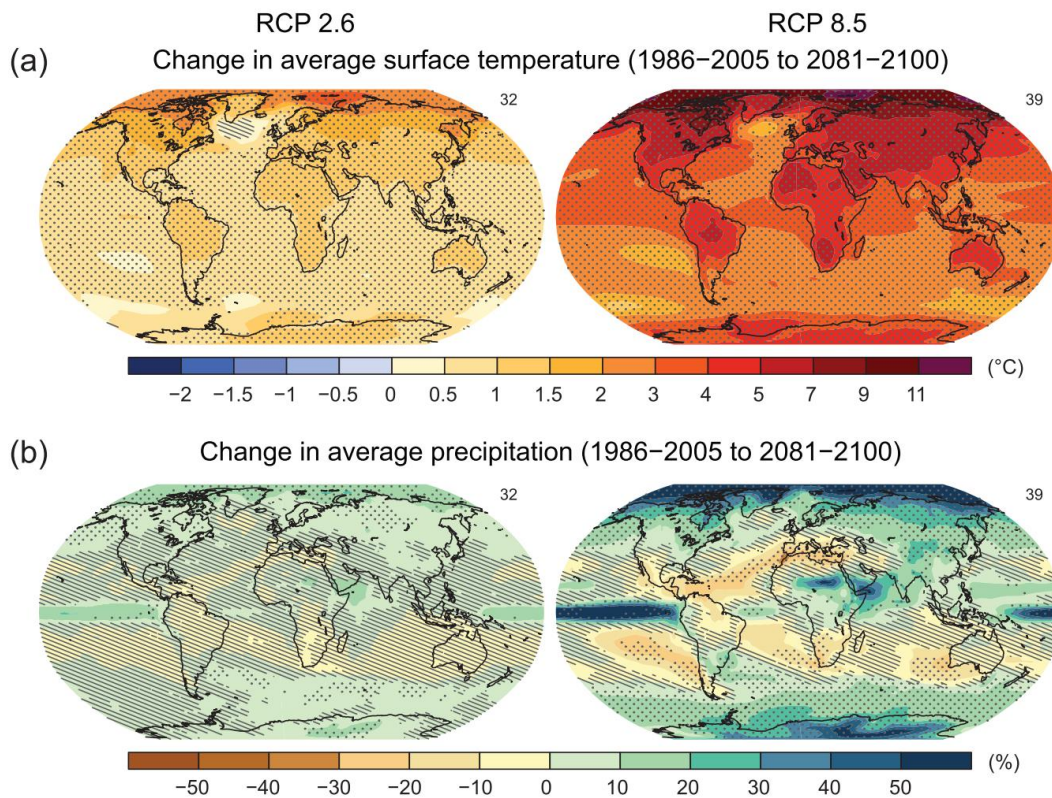 RCP 2.6 RCP 8.5
(a) Change in average surface temperature (1986−2005 to 2081−2100)
32 39
(°C)
−2 −1.5 −1 −0.5 0 0.5 1 1.5 2 3 4 5 7 9 11
(b) Change in average precipitation (1986−2005 to 2081−2100)
32 39
(%)
−50 −40 −30 −20 −10 0 10 20 30 40 50